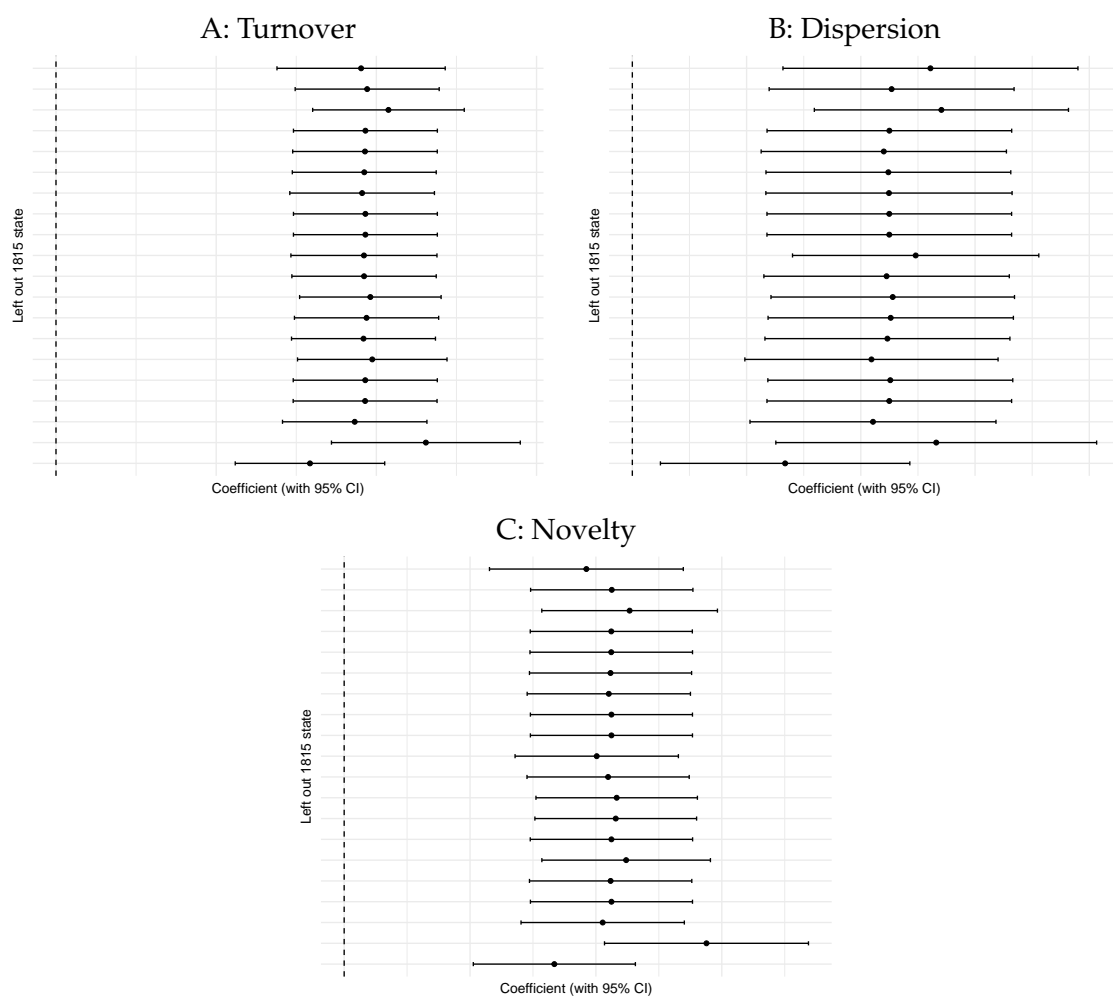 A: Turnover
Left out 1815 state
Coefficient (with 95% CI)
B: Dispersion
Left out 1815 state
Coefficient (with 95% CI)
C: Novelty
Left out 1815 state
Coefficient (with 95% CI)